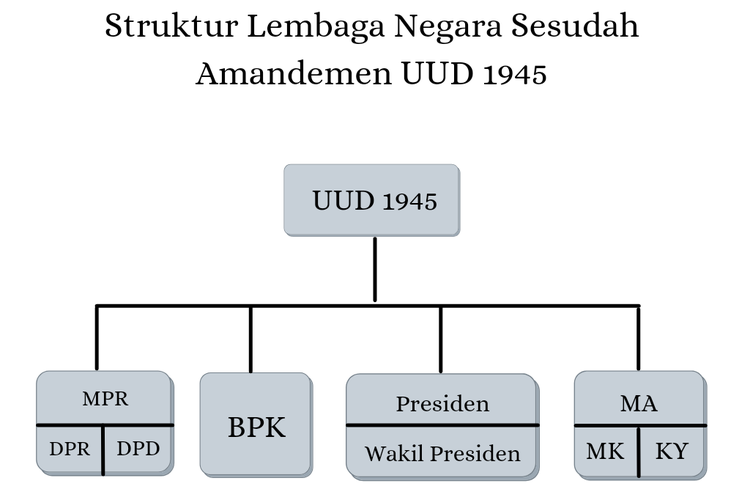 Struktur Lembaga Negara Sesudah
Amandemen UUD 1945
UUD 1945
MPR
DPR
DPD
BPK
Presiden
Wakil Presiden
MA
MK
KY